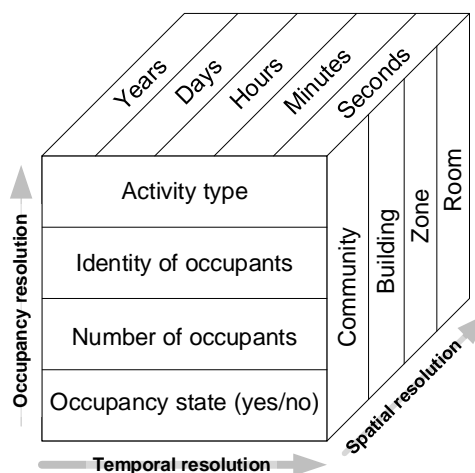 Years
Days
Hours
Minutes
Seconds
Activity type
Identity of occupants
Number of occupants
Occupancy state (yes/no)
Community
Building
Zone
Room
Occupancy resolution
Temporal resolution
Spatial resolution